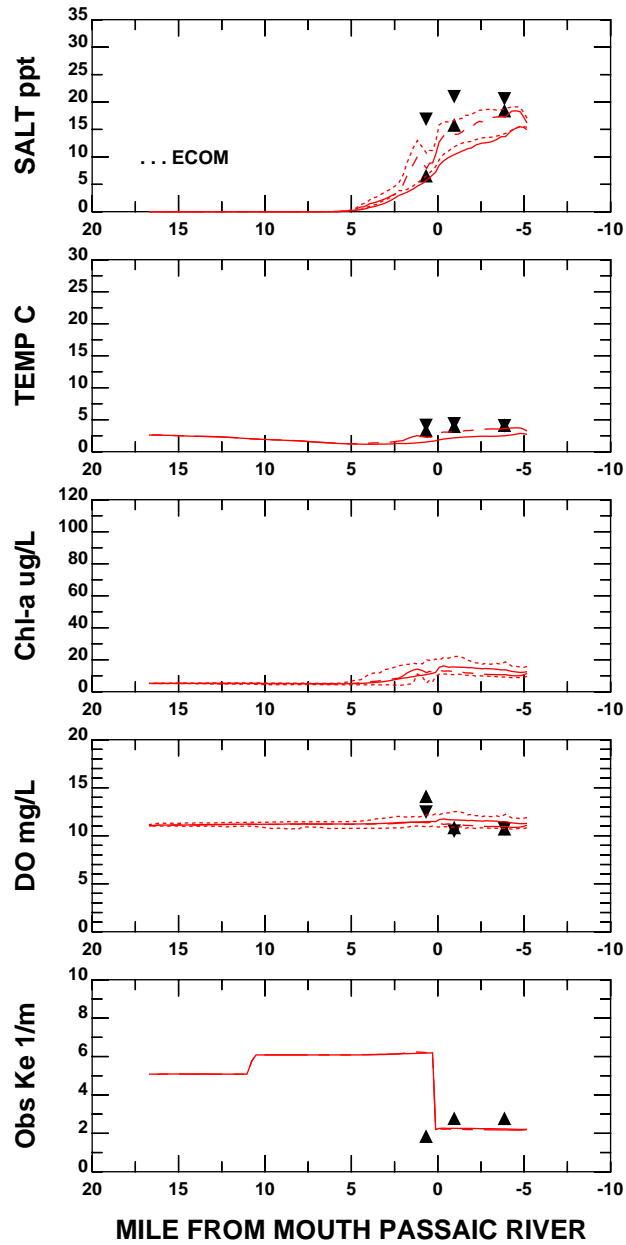 SALT ppt
35
30
25
20
15
10
5
0
. . . ECOM
20 15 10 5 0 -5 -10
TEMP C
30
25
20
15
10
5
0
20 15 10 5 0 -5 -10
Chl-a ug/L
120
100
80
60
40
20
0
20 15 10 5 0 -5 -10
DO mg/L
20
15
10
5
0
20 15 10 5 0 -5 -10
Obs Ke 1/m
10
8
6
4
2
0
20 15 10 5 0 -5 -10
MILE FROM MOUTH PASSAIC RIVER